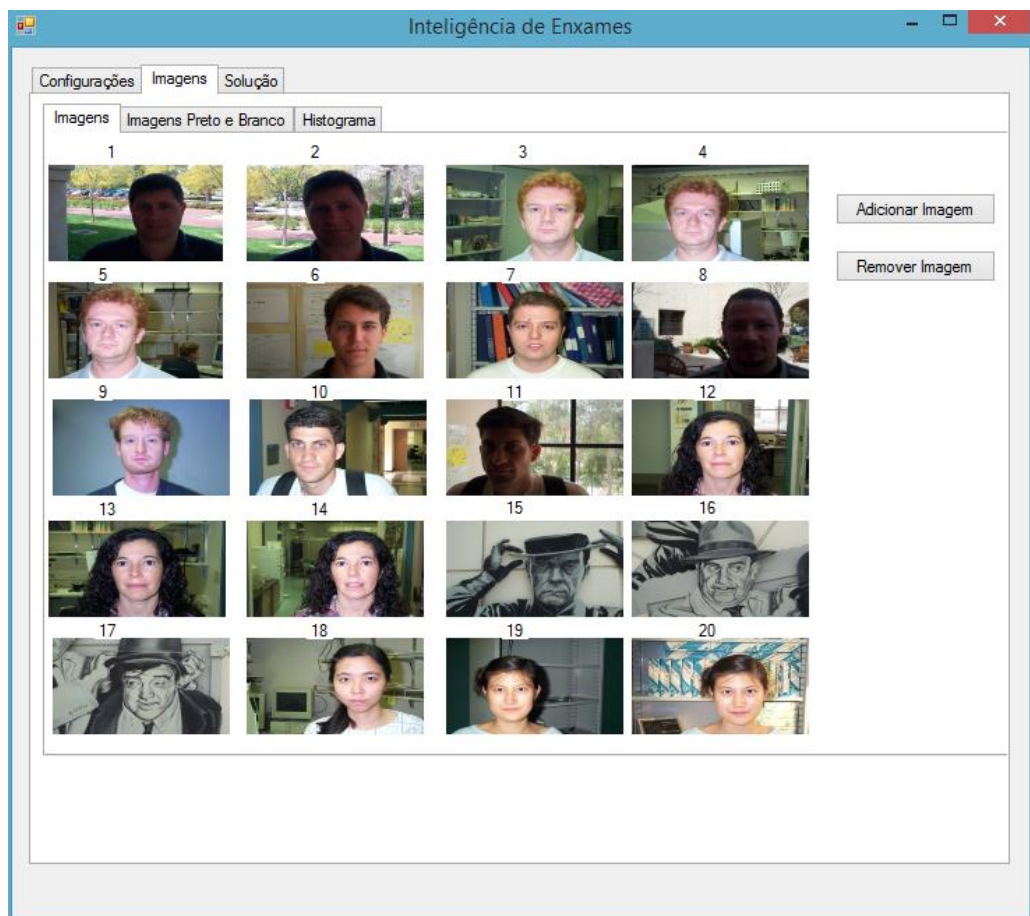 Inteligência de Enxames
Configurações Imagens Solução
Imagens Imagens Preto e Branco Histograma
1 2 3 4
Adicionar Imagem
Remover Imagem
5 6 7 8
9 10 11 12
13 14 15 16
17 18 19 20